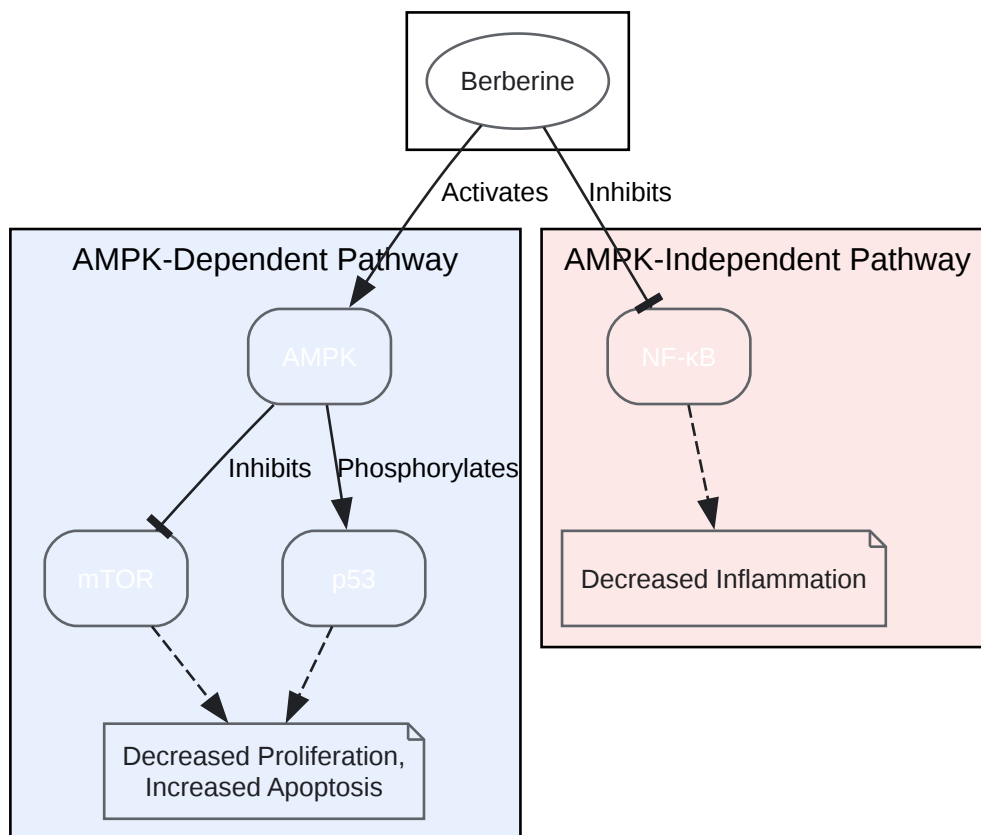 Berberine
Activates
Inhibits
AMPK-Dependent Pathway
AMPK-Independent Pathway
AMPK
NF-κB
Inhibits
Phosphorylates
mTOR
p53
Decreased Inflammation
Decreased Proliferation,
Increased Apoptosis